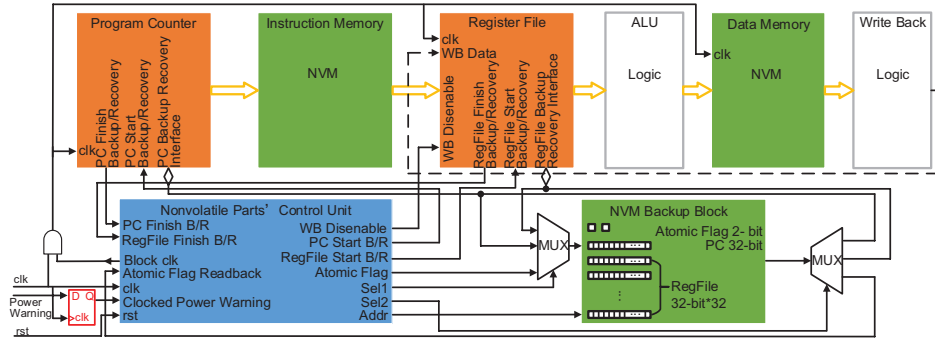 Program Counter
clk
PC Finish
Backup/Recovery
PC Start
Backup/Recovery
PC Backup Recovery
Interface
Instruction Memory
NVM
Register File
clk
WB Data
WB Disenable
RegFile Finish
Backup/Recovery
RegFile Start
Backup/Recovery
RegFile Backup
Recovery Interface
ALU
Logic
Data Memory
clk
NVM
Write Back
Logic
Nonvolatile Parts' Control Unit
PC Finish B/R
RegFile Finish B/R
Block clk
Atomic Flag Readback
clk
Clocked Power Warning
rst
WB Disenable
PC Start B/R
RegFile Start B/R
Atomic Flag
Sel1
Sel2
Addr
clk
Power
Warning
rst
D Q
clk
MUX
NVM Backup Block
Atomic Flag 2- bit
PC 32-bit
RegFile
32-bit*32
MUX